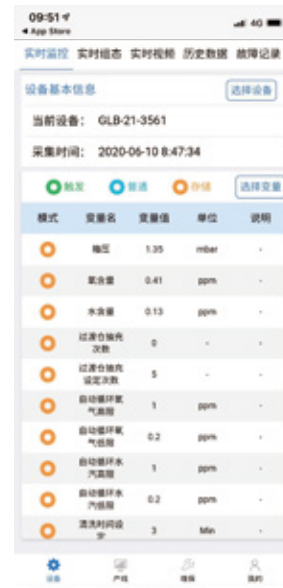 09:51
App Store
4G
实时监控 实时组态 实时视频 历史数据 故障记录
设备基本信息
选择设备
当前设备： GLB-21-3561
采集时间： 2020-06-10 8:47:34
触发 普通 存储 选择变量
模式 变量名 变量值 单位 说明
箱压 1.35 mbar -
氧含量 0.41 ppm -
水含量 0.13 ppm -
过渡仓抽充
次数 0 - -
过渡仓抽充
设定次数 5 - -
自动循环氧
气高限 1 ppm -
自动循环氧
气低限 0.2 ppm -
自动循环水
汽高限 1 ppm -
自动循环水
汽低限 0.2 ppm -
清洗时间设
步 3 Min -
设备 产线 维保 我的